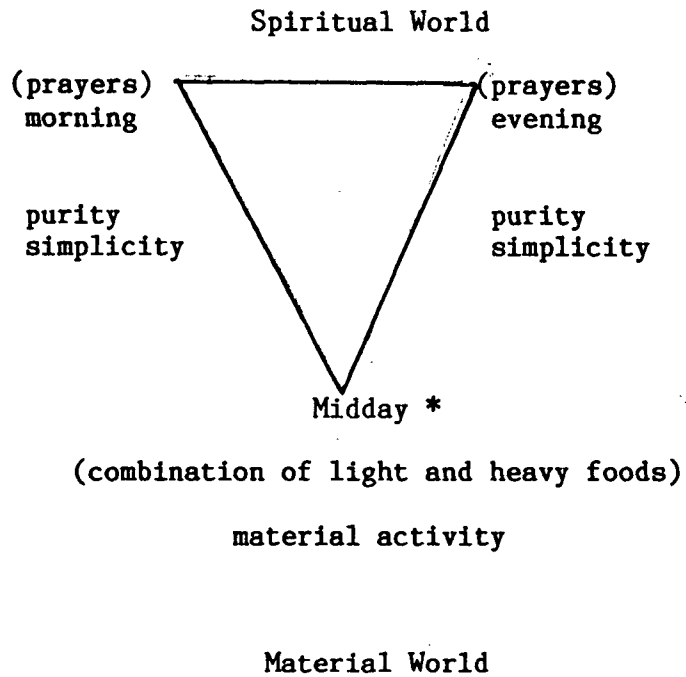 Spiritual World
(prayers) (prayers)
morning evening
purity purity
simplicity simplicity
Midday *
(combination of light and heavy foods)
material activity
Material World